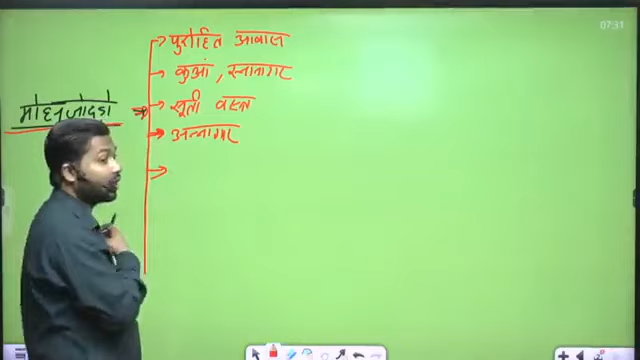 07:31
पुरोहित आवास
कुआं, स्नानागार
मोहनजोदड़ो
सूती वस्त्र
अन्नागार